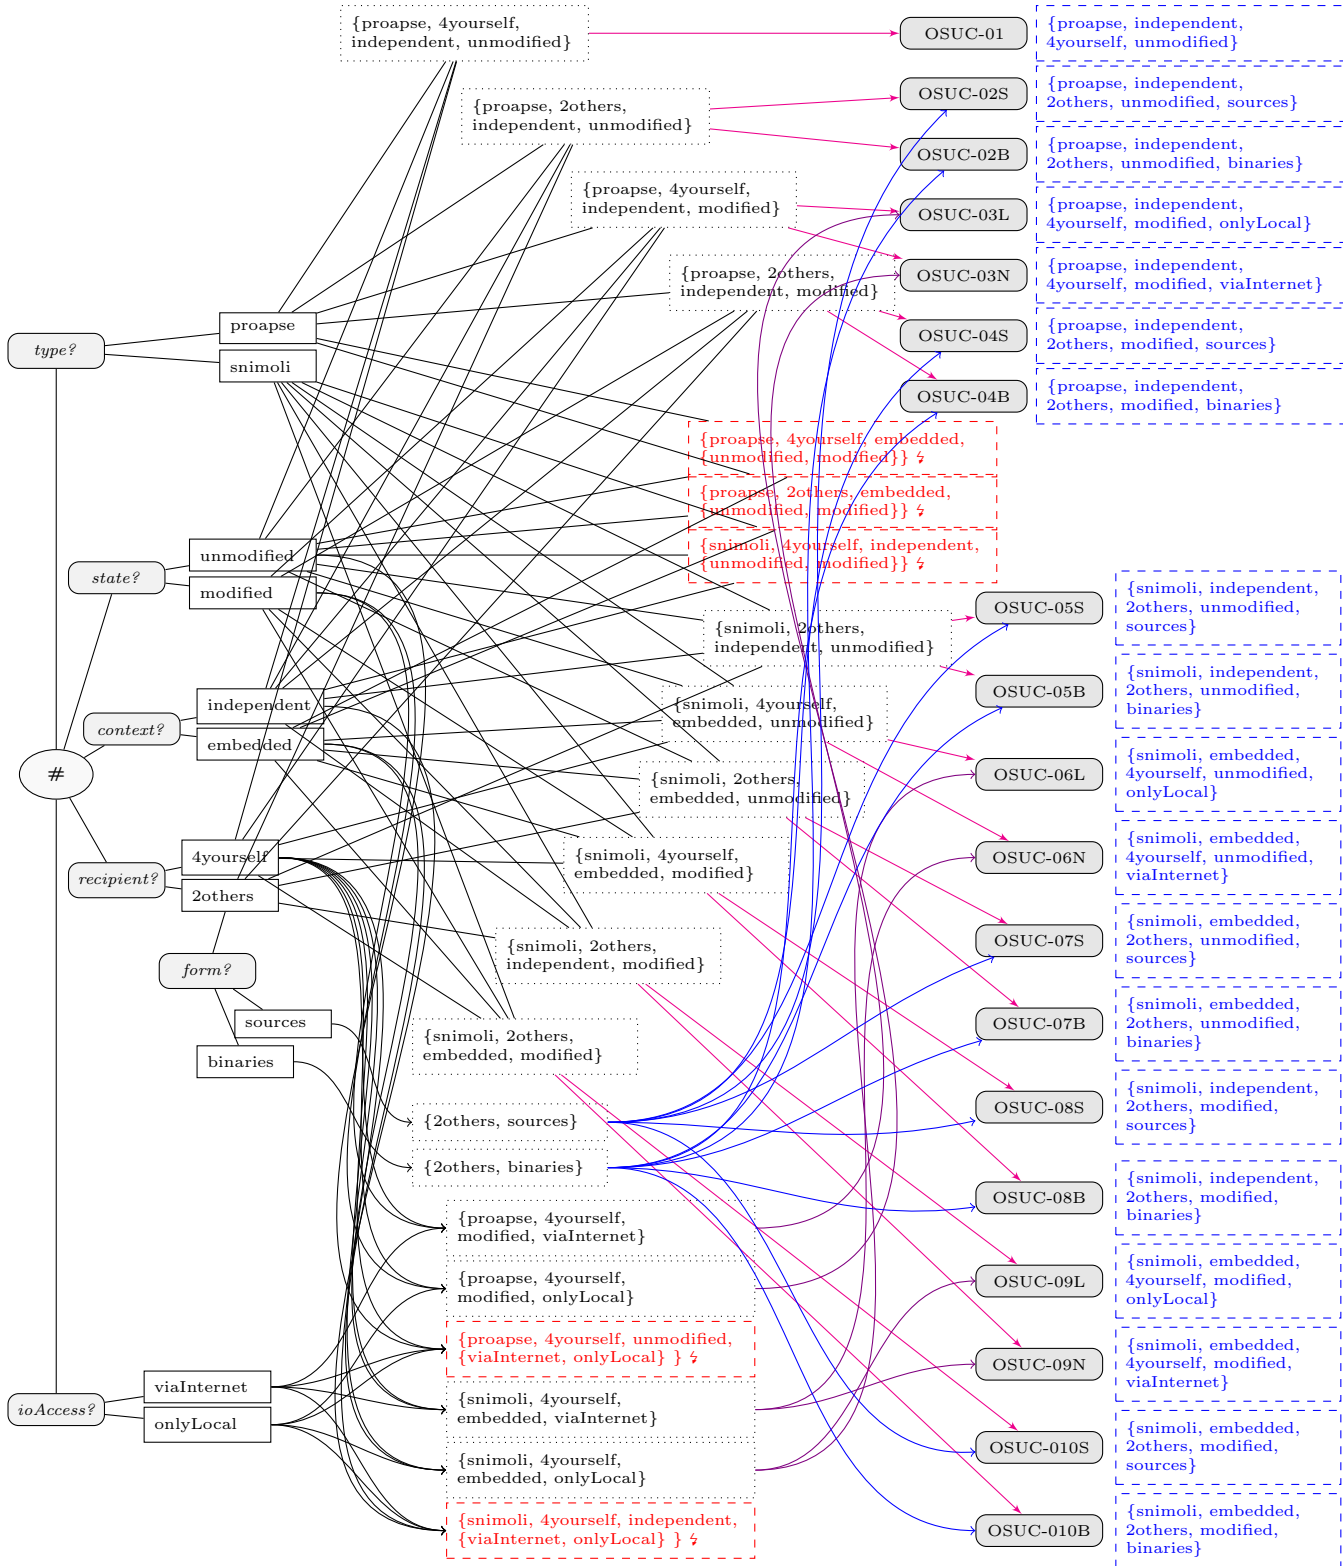 {proapse, 4yourself,
independent, unmodified}
OSUC-01
{proapse, independent,
4yourself, unmodified}
{proapse, 2others,
independent, unmodified}
OSUC-02S
{proapse, independent,
2others, unmodified, sources}
OSUC-02B
{proapse, independent,
2others, unmodified, binaries}
{proapse, 4yourself,
independent, modified}
OSUC-03L
{proapse, independent,
4yourself, modified, onlyLocal}
{proapse, 2others,
independent, modified}
OSUC-03N
{proapse, independent,
4yourself, modified, viaInternet}
OSUC-04S
{proapse, independent,
2others, modified, sources}
OSUC-04B
{proapse, independent,
2others, modified, binaries}
type?
proapse
snimoli
{proapse, 4yourself, embedded,
{unmodified, modified}} ↯
{proapse, 2others, embedded,
{unmodified, modified}} ↯
{snimoli, 4yourself, independent,
{unmodified, modified}} ↯
state?
unmodified
modified
{snimoli, 2others,
independent, unmodified}
OSUC-05S
{snimoli, independent,
2others, unmodified,
sources}
OSUC-05B
{snimoli, independent,
2others, unmodified,
binaries}
context?
independent
embedded
#
{snimoli, 4yourself,
embedded, unmodified}
OSUC-06L
{snimoli, embedded,
4yourself, unmodified,
onlyLocal}
{snimoli, 2others,
embedded, unmodified}
OSUC-06N
{snimoli, embedded,
4yourself, unmodified,
viaInternet}
recipient?
4yourself
2others
{snimoli, 4yourself,
embedded, modified}
OSUC-07S
{snimoli, embedded,
2others, unmodified,
sources}
{snimoli, 2others,
independent, modified}
OSUC-07B
{snimoli, embedded,
2others, unmodified,
binaries}
form?
sources
binaries
{snimoli, 2others,
embedded, modified}
OSUC-08S
{snimoli, independent,
2others, modified,
sources}
{2others, sources}
{2others, binaries}
OSUC-08B
{snimoli, independent,
2others, modified,
binaries}
{proapse, 4yourself,
modified, viaInternet}
{proapse, 4yourself,
modified, onlyLocal}
OSUC-09L
{snimoli, embedded,
4yourself, modified,
onlyLocal}
{proapse, 4yourself, unmodified,
{viaInternet, onlyLocal} } ↯
OSUC-09N
{snimoli, embedded,
4yourself, modified,
viaInternet}
ioAccess?
viaInternet
onlyLocal
{snimoli, 4yourself,
embedded, viaInternet}
{snimoli, 4yourself,
embedded, onlyLocal}
OSUC-010S
{snimoli, embedded,
2others, modified,
sources}
{snimoli, 4yourself, independent,
{viaInternet, onlyLocal} } ↯
OSUC-010B
{snimoli, embedded,
2others, modified,
binaries}